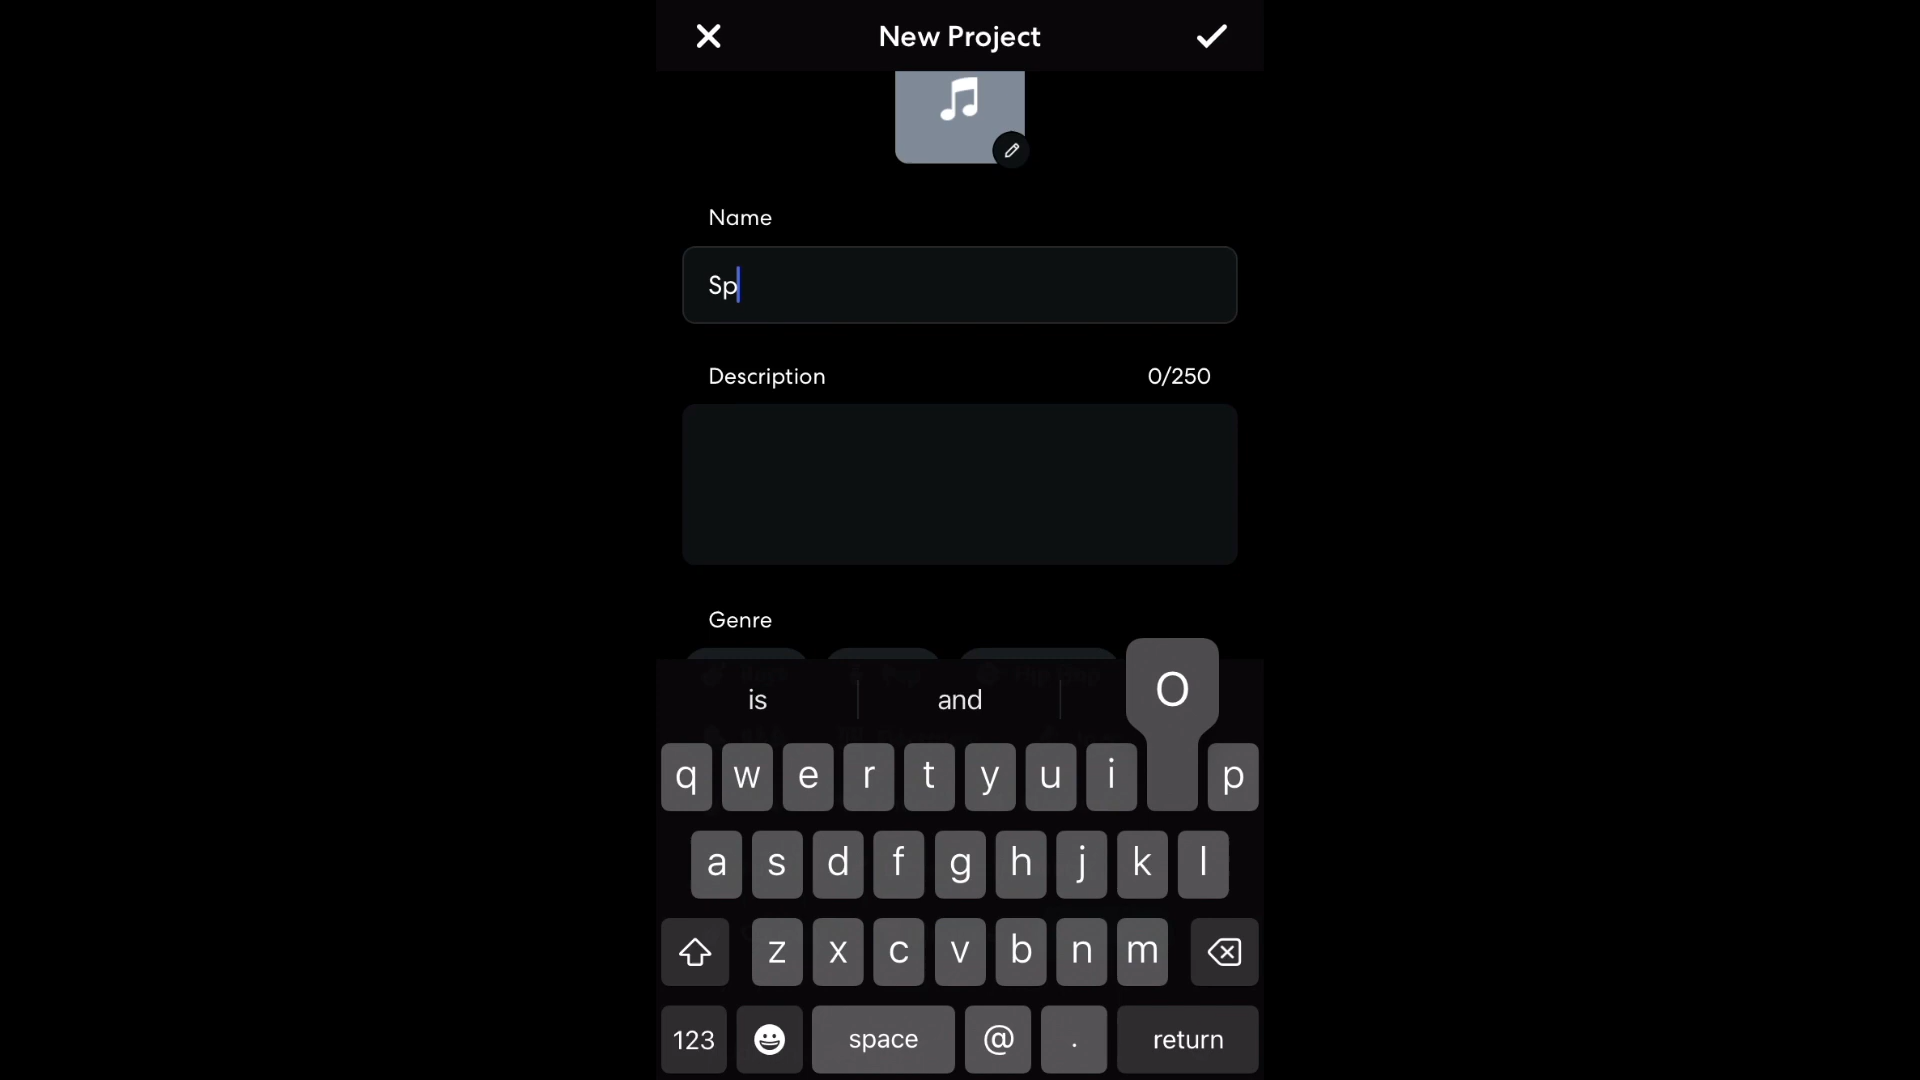 New Project
Name
Sp
Description 0/250
Genre
is and
O
q w e r t y u i p
a s d f g h j k l
z x c v b n m
123 space @ . return